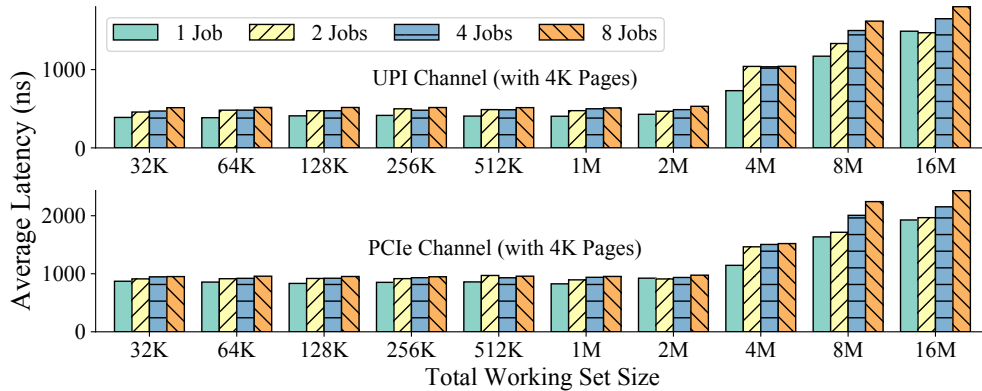 1 Job 2 Jobs 4 Jobs 8 Jobs
1000
UPI Channel (with 4K Pages)
0
32K 64K 128K 256K 512K 1M 2M 4M 8M 16M
Average Latency (ns)
2000
PCIe Channel (with 4K Pages)
1000
0
32K 64K 128K 256K 512K 1M 2M 4M 8M 16M
Total Working Set Size